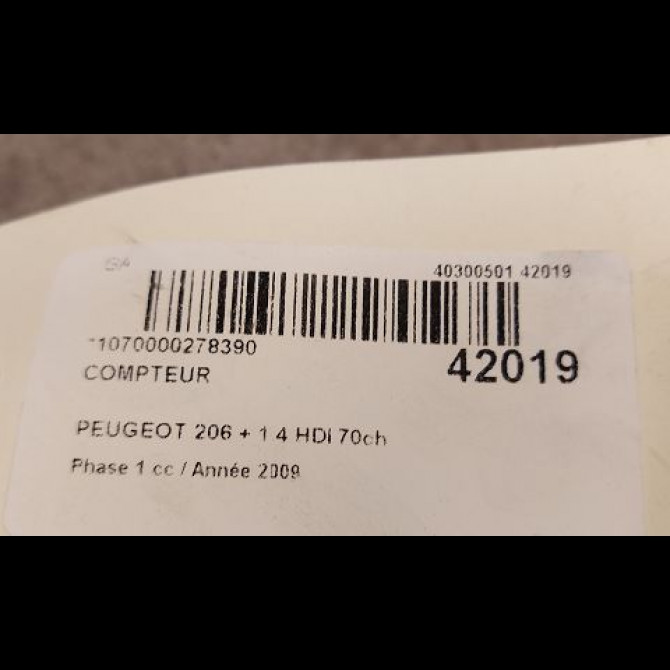 40300501 42019
*1070000278390
42019
COMPTEUR
PEUGEOT 206 + 1 4 HDI 70ch
Phase 1 cc / Année 2009